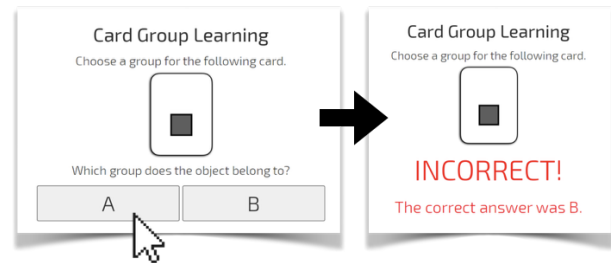 Card Group Learning
Choose a group for the following card.
Which group does the object belong to?
A
B
Card Group Learning
Choose a group for the following card.
INCORRECT!
The correct answer was B.